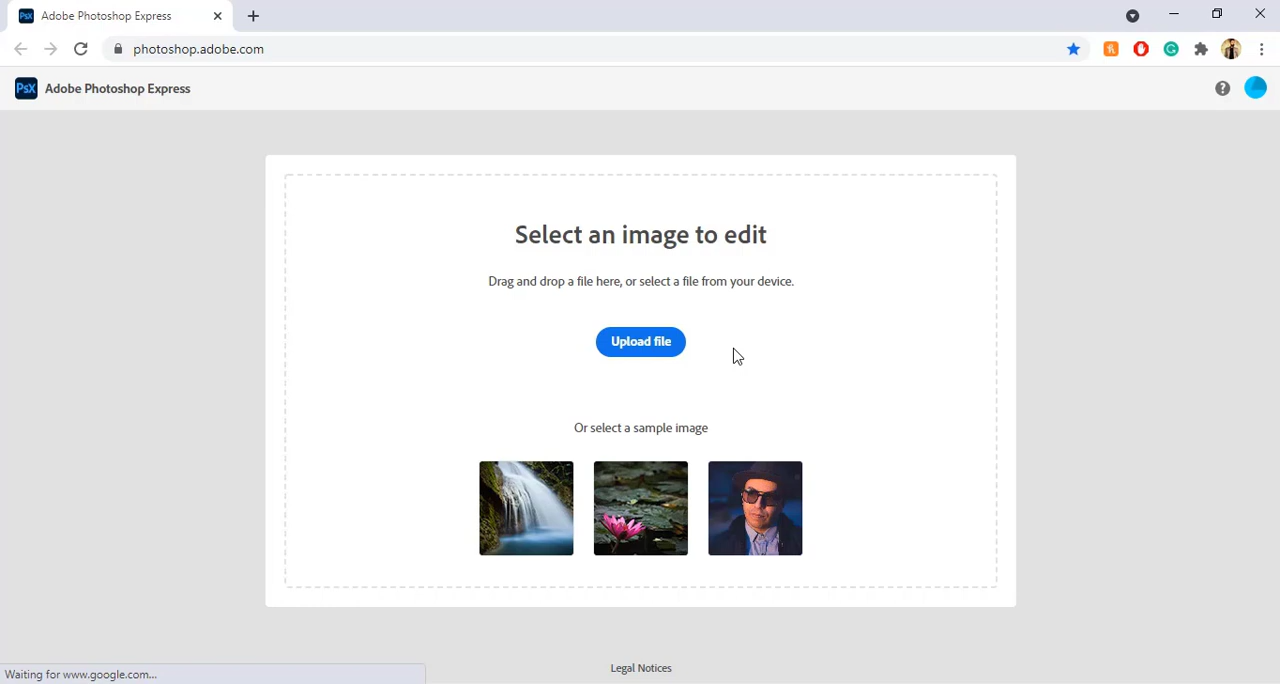 PsX Adobe Photoshop Express
photoshop.adobe.com
PsX Adobe Photoshop Express
Select an image to edit
Drag and drop a file here, or select a file from your device.
Upload file
Or select a sample image
Legal Notices
Waiting for www.google.com...